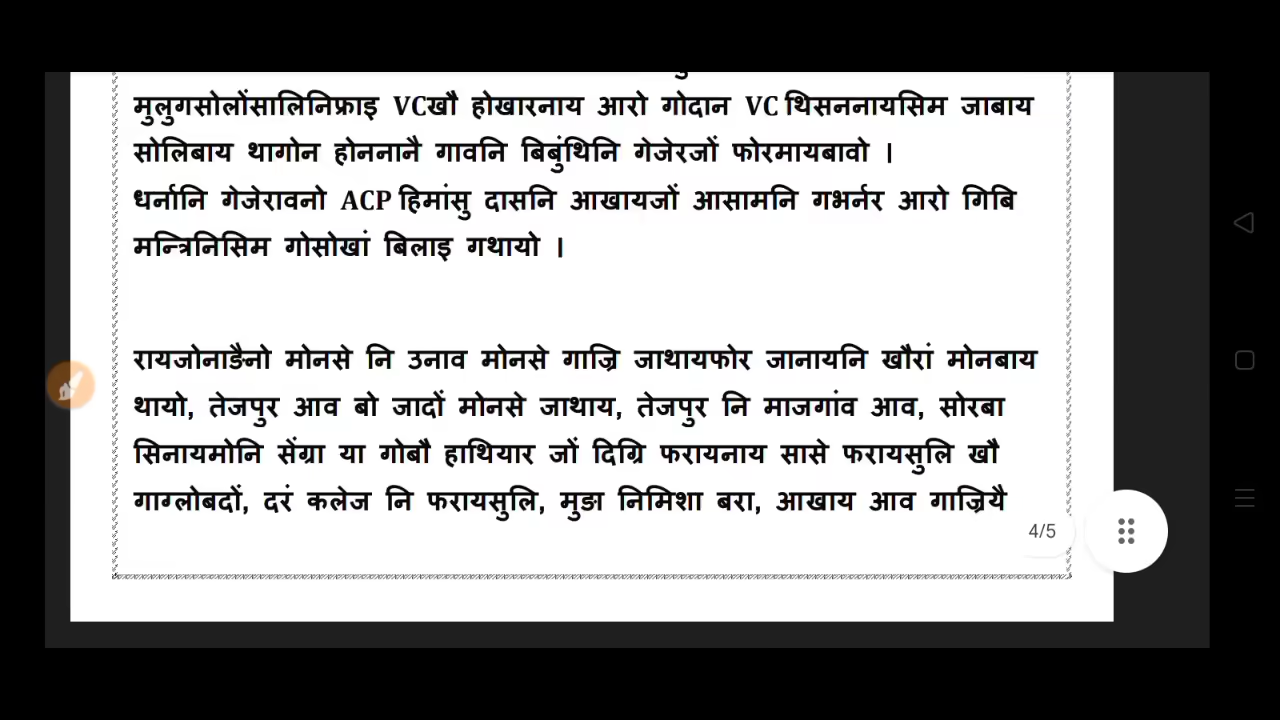 मुलुगसोलोंसालिनिफ्राइ VCखौ होखारनाय आरो गोदान VC थिसननायसिम जाबाय
सोलिबाय थागोन होननानै गावनि बिबुंथिनि गेजेरजों फोरमायबावो ।
धर्नानि गेजेरावनो ACP हिमांसु दासनि आखायजों आसामनि गभर्नर आरो गिबि
मन्त्रिनिसिम गोसोखां बिलाइ गथायो ।
रायजोनाङैनो मोनसे नि उनाव मोनसे गाज्रि जाथायफोर जानायनि खौरां मोनबाय
थायो, तेजपुर आव बो जादों मोनसे जाथाय, तेजपुर नि माजगांव आव, सोरबा
सिनायमोनि सेंग्रा या गोबौ हाथियार जों दिग्रि फरायनाय सासे फरायसुलि खौ
गाग्लोबदों, दरं कलेज नि फरायसुलि, मुङा निमिशा बरा, आखाय आव गाज्रियै
4/5